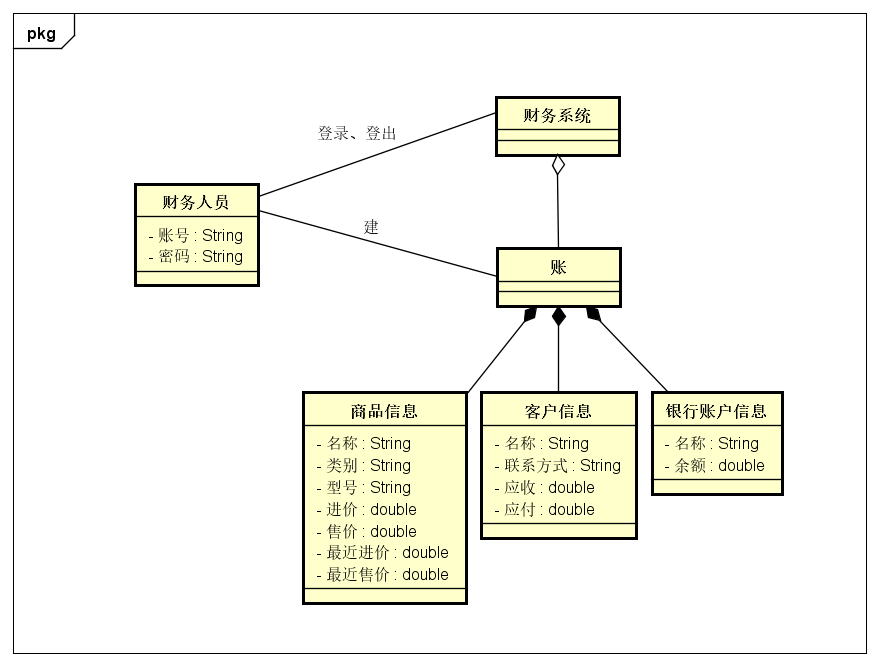 pkg
财务系统
登录、登出
财务人员
- 账号 : String
- 密码 : String
建
账
商品信息
- 名称 : String
- 类别 : String
- 型号 : String
- 进价 : double
- 售价 : double
- 最近进价 : double
- 最近售价 : double
客户信息
- 名称 : String
- 联系方式 : String
- 应收 : double
- 应付 : double
银行账户信息
- 名称 : String
- 余额 : double